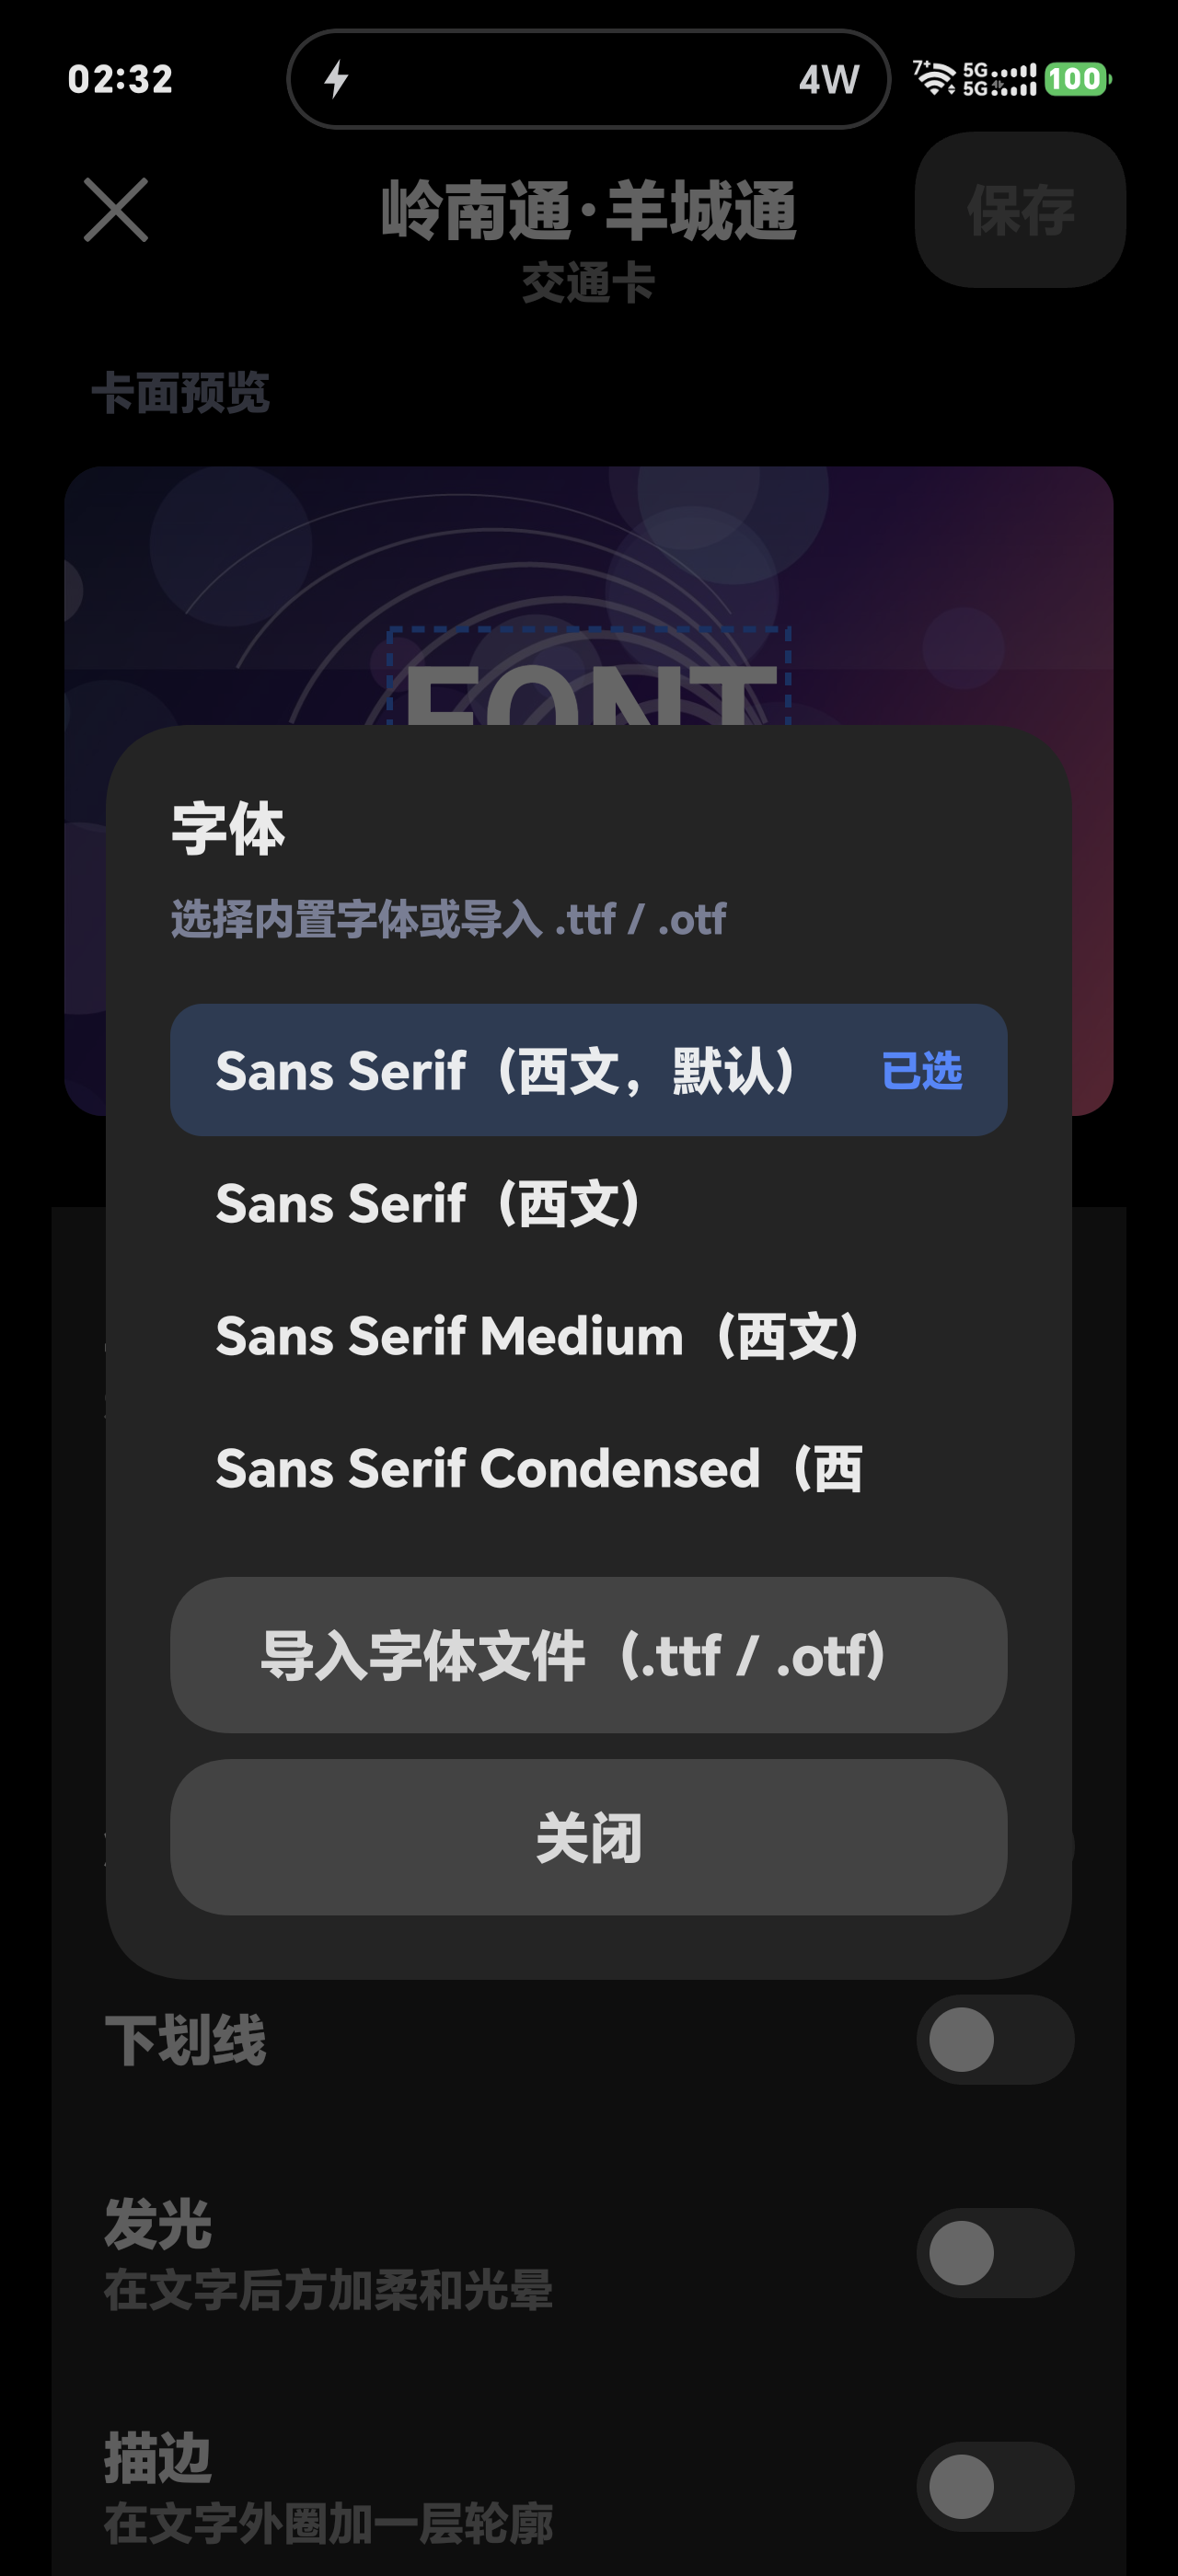 02:32
4W
7+
5G
5G
100
岭南通·羊城通
交通卡
保存
卡面预览
FONT
字体
选择内置字体或导入 .ttf / .otf
Sans Serif（西文，默认）
已选
Sans Serif（西文）
Sans Serif Medium（西文）
Sans Serif Condensed（西
导入字体文件（.ttf / .otf）
关闭
下划线
发光
在文字后方加柔和光晕
描边
在文字外圈加一层轮廓